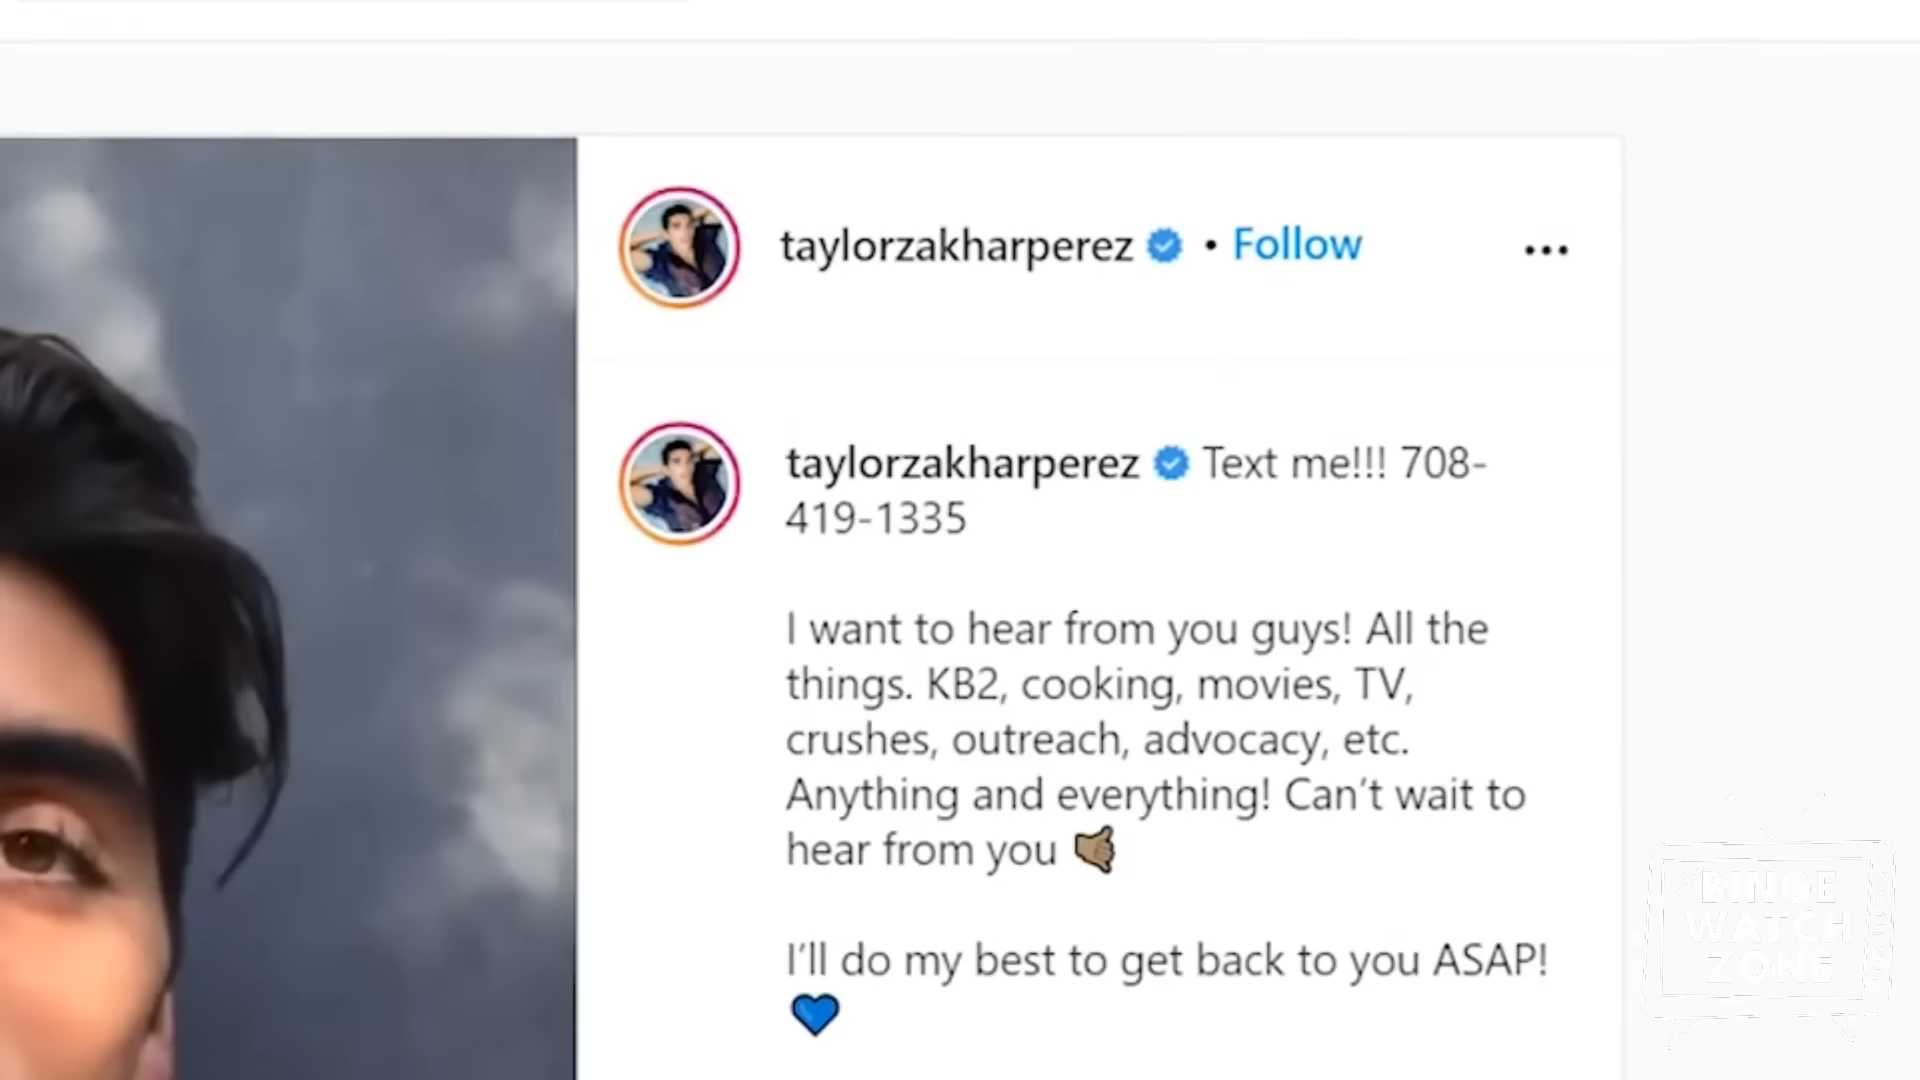 taylorzakharperez • Follow
taylorzakharperez Text me!!! 708-
419-1335
I want to hear from you guys! All the
things. KB2, cooking, movies, TV,
crushes, outreach, advocacy, etc.
Anything and everything! Can't wait to
hear from you 🤙🏽
I'll do my best to get back to you ASAP!
💙
BINGE
WATCH
ZONE